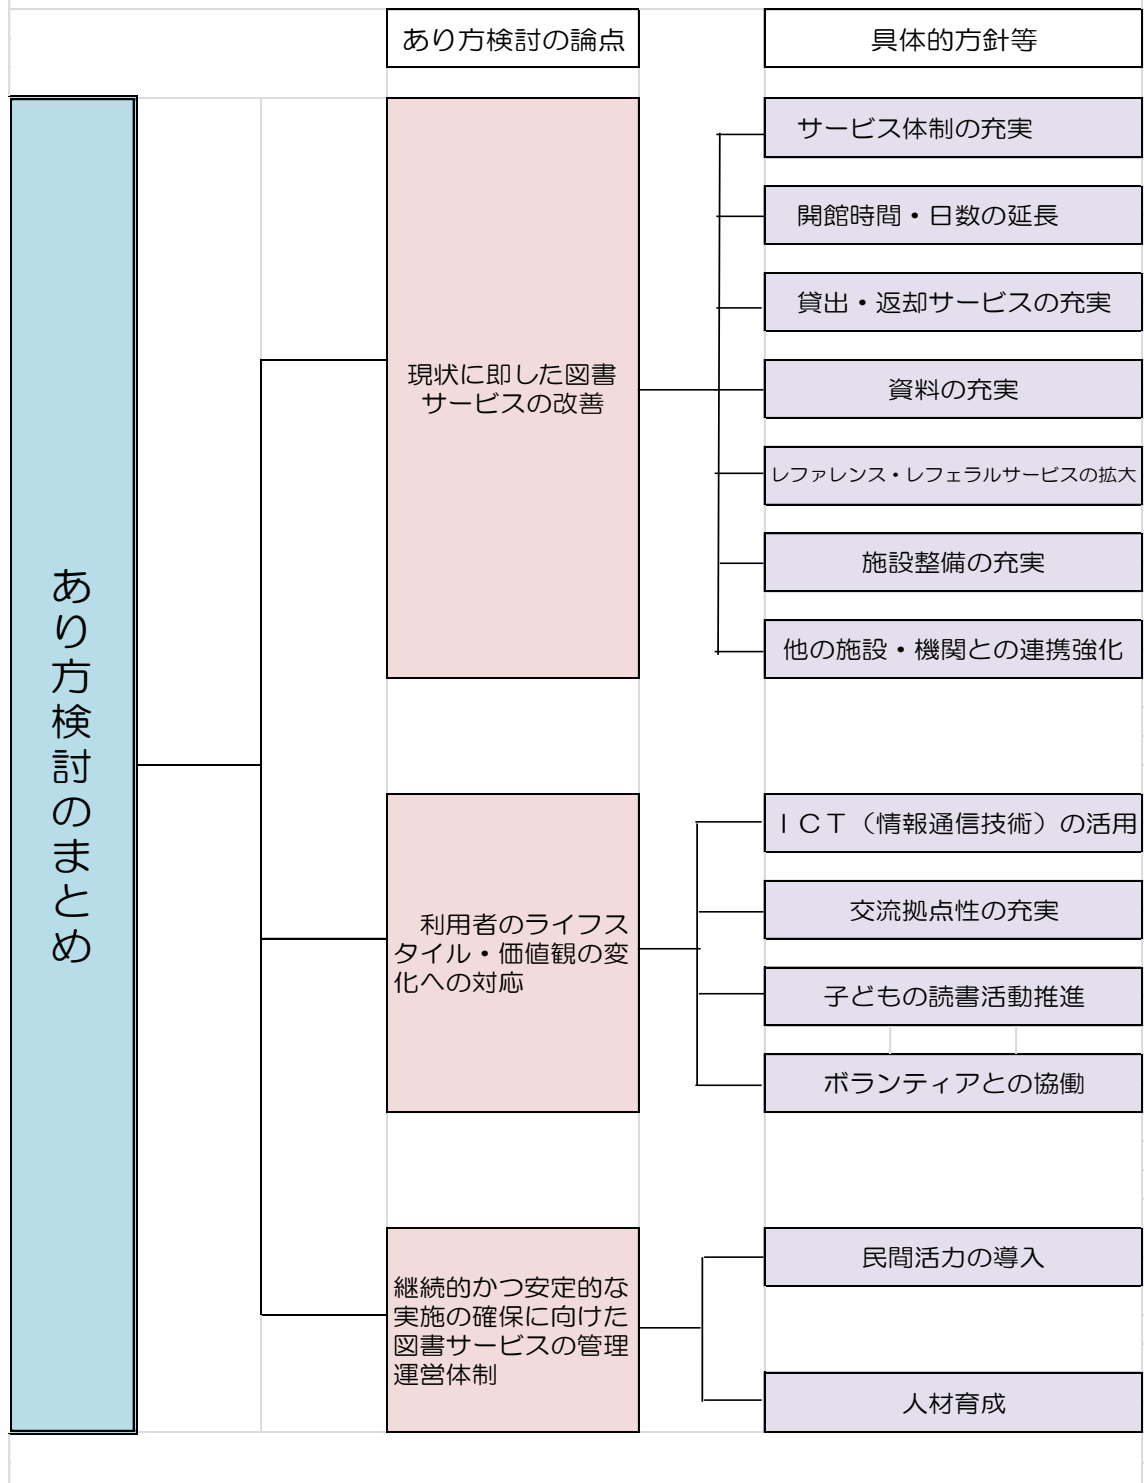 あり方検討の論点
具体的方針等
あり方検討のまとめ
現状に即した図書
サービスの改善
サービス体制の充実
開館時間・日数の延長
貸出・返却サービスの充実
資料の充実
レファレンス・レフェラルサービスの拡大
施設整備の充実
他の施設・機関との連携強化
利用者のライフス
タイル・価値観の変
化への対応
ＩＣＴ（情報通信技術）の活用
交流拠点性の充実
子どもの読書活動推進
ボランティアとの協働
継続的かつ安定的な
実施の確保に向けた
図書サービスの管理
運営体制
民間活力の導入
人材育成